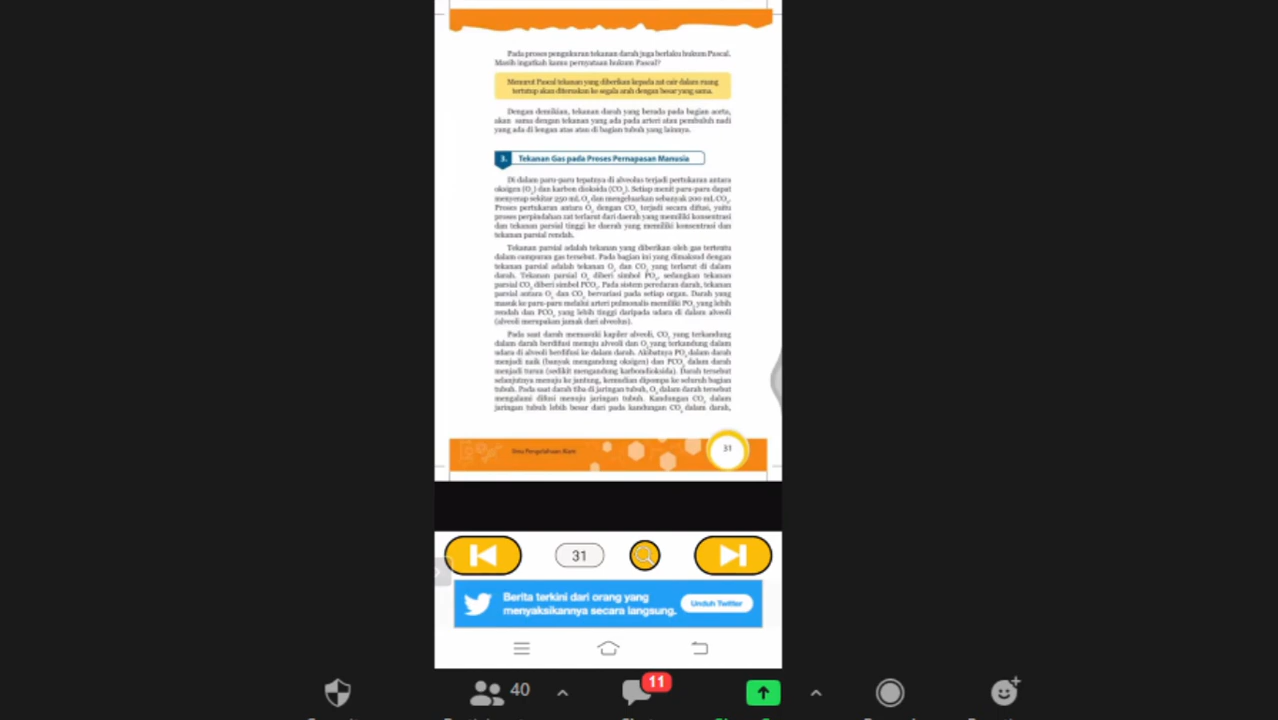 Pada proses pengukuran tekanan darah juga berlaku hukum Pascal.
Masih ingatkah kamu pernyataan hukum Pascal?
Menurut Pascal tekanan yang diberikan kepada zat cair dalam ruang
tertutup akan diteruskan ke segala arah dengan besar yang sama.
Dengan demikian, tekanan darah yang berada pada bagian aorta,
akan sama dengan tekanan yang ada pada arteri atau pembuluh nadi
yang ada di lengan atas atau di bagian tubuh yang lainnya.
3. Tekanan Gas pada Proses Pernapasan Manusia
Di dalam paru-paru tepatnya di alveolus terjadi pertukaran antara
oksigen (O₂) dan karbon dioksida (CO₂). Setiap menit paru-paru dapat
menyerap sekitar 250 mL O₂ dan mengeluarkan sebanyak 200 mL CO₂.
Proses pertukaran antara O₂ dengan CO₂ terjadi secara difusi, yaitu
proses perpindahan zat terlarut dari daerah yang memiliki konsentrasi
dan tekanan parsial tinggi ke daerah yang memiliki konsentrasi dan
tekanan parsial rendah.
Tekanan parsial adalah tekanan yang diberikan oleh gas tertentu
dalam campuran gas tersebut. Pada bagian ini yang dimaksud dengan
tekanan parsial adalah tekanan O₂ dan CO₂ yang terlarut di dalam
darah. Tekanan parsial O₂ diberi simbol PO₂, sedangkan tekanan
parsial CO₂ diberi simbol PCO₂. Pada sistem peredaran darah, tekanan
parsial antara O₂ dan CO₂ bervariasi pada setiap organ. Darah yang
masuk ke paru-paru melalui arteri pulmonalis memiliki PO₂ yang lebih
rendah dan PCO₂ yang lebih tinggi daripada udara di dalam alveoli
(alveoli merupakan jamak dari alveolus).
Pada saat darah memasuki kapiler alveoli, CO₂ yang terkandung
dalam darah berdifusi menuju alveoli dan O₂ yang terkandung dalam
udara di alveoli berdifusi ke dalam darah. Akibatnya PO₂ dalam darah
menjadi naik (banyak mengandung oksigen) dan PCO₂ dalam darah
menjadi turun (sedikit mengandung karbondioksida). Darah tersebut
selanjutnya menuju ke jantung, kemudian dipompa ke seluruh bagian
tubuh. Pada saat darah tiba di jaringan tubuh, O₂ dalam darah tersebut
mengalami difusi menuju jaringan tubuh. Kandungan CO₂ dalam
jaringan tubuh lebih besar dari pada kandungan CO₂ dalam darah,
Ilmu Pengetahuan Alam
31
31
Berita terkini dari orang yang
menyaksikannya secara langsung.
Unduh Twitter
40
11